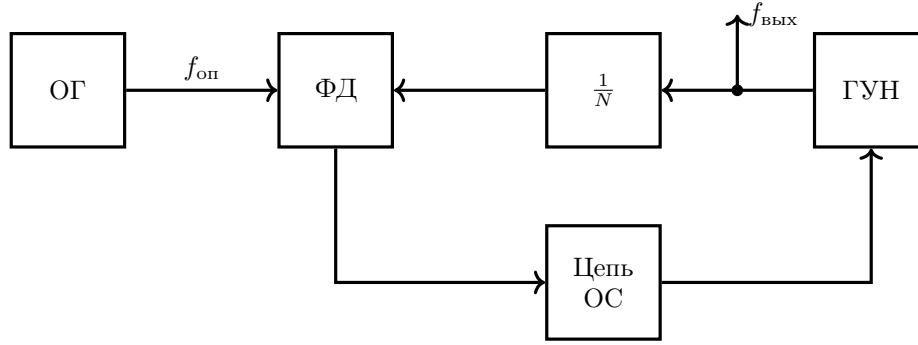 f_вых
ОГ
f_оп
ФД
1/N
ГУН
Цепь
ОС